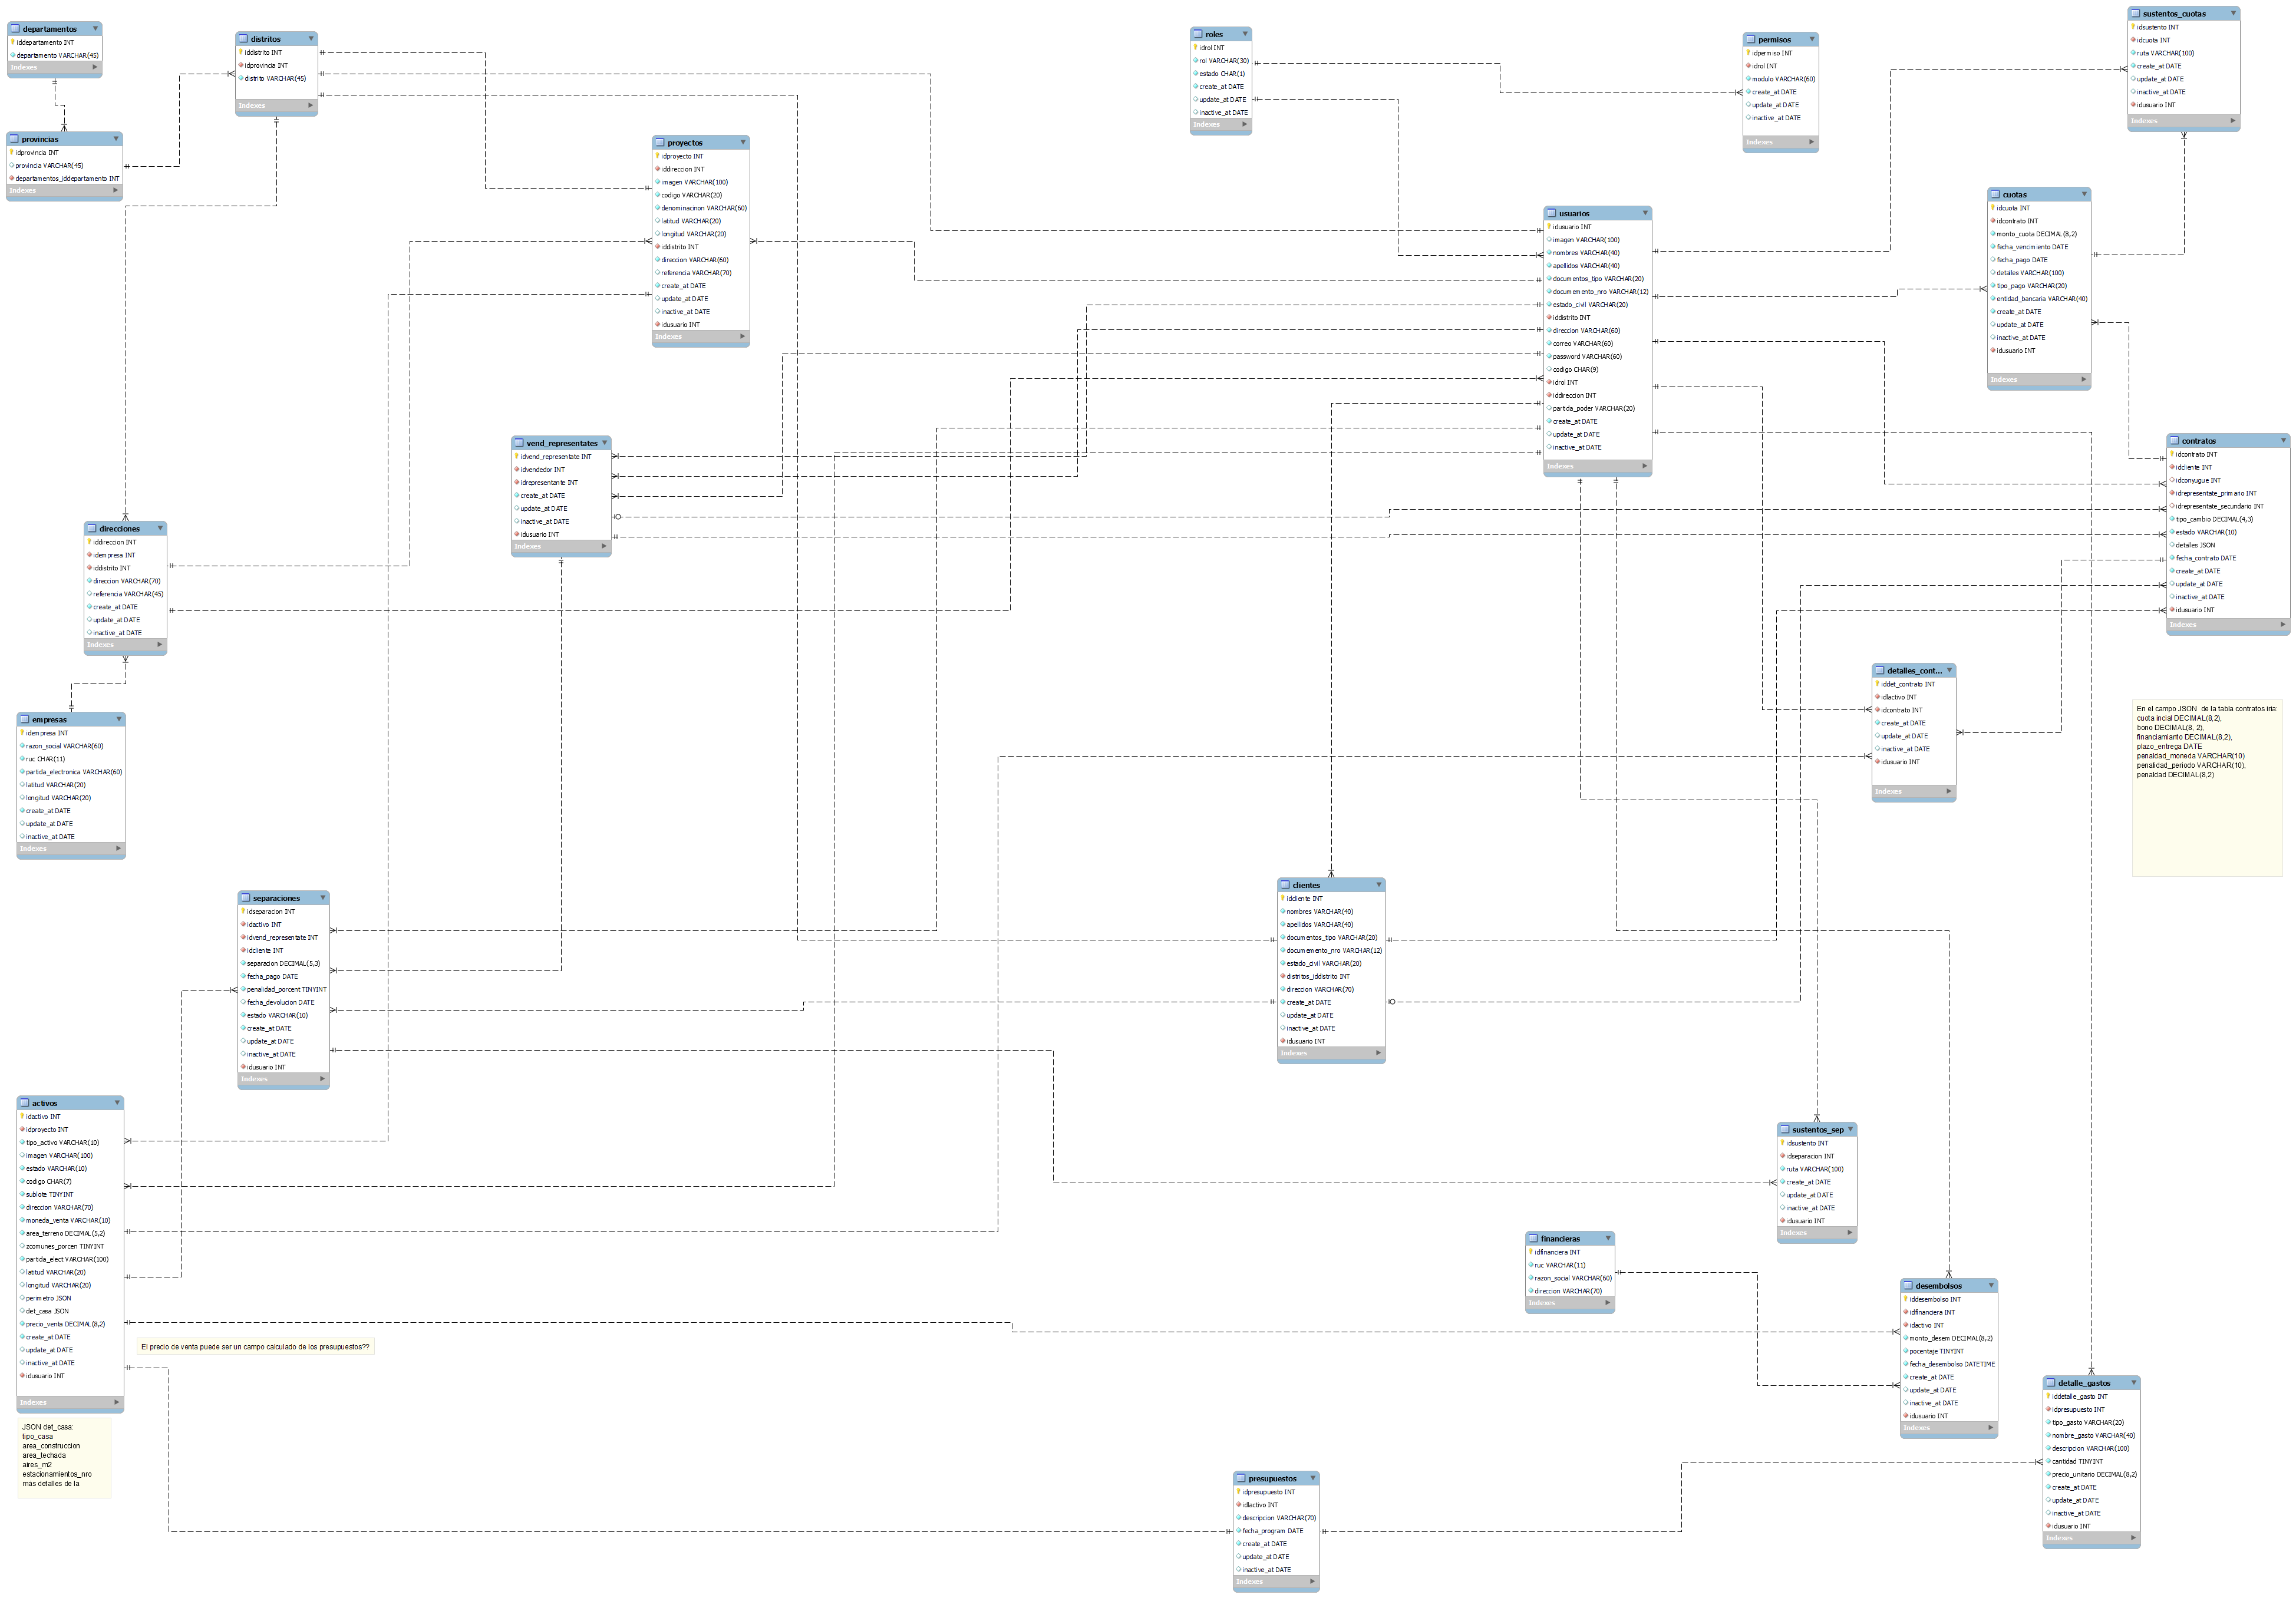 departamentos
iddepartamento INT
departamento VARCHAR(45)
Indexes
provincias
idprovincia INT
provincia VARCHAR(45)
departamentos_iddepartamento INT
Indexes
distritos
iddistrito INT
idprovincia INT
distrito VARCHAR(45)
Indexes
proyectos
idproyecto INT
iddireccion INT
imagen VARCHAR(100)
codigo VARCHAR(20)
denominacinon VARCHAR(60)
latitud VARCHAR(20)
longitud VARCHAR(20)
iddistrito INT
direccion VARCHAR(60)
referencia VARCHAR(70)
create_at DATE
update_at DATE
inactive_at DATE
idusuario INT
Indexes
roles
idrol INT
rol VARCHAR(30)
estado CHAR(1)
create_at DATE
update_at DATE
inactive_at DATE
Indexes
permisos
idpermiso INT
idrol INT
modulo VARCHAR(60)
create_at DATE
update_at DATE
inactive_at DATE
Indexes
sustentos_cuotas
idsustento INT
idcuota INT
ruta VARCHAR(100)
create_at DATE
update_at DATE
inactive_at DATE
idusuario INT
Indexes
usuarios
idusuario INT
imagen VARCHAR(100)
nombres VARCHAR(40)
apellidos VARCHAR(40)
documentos_tipo VARCHAR(20)
documemento_nro VARCHAR(12)
estado_civil VARCHAR(20)
iddistrito INT
direccion VARCHAR(60)
correo VARCHAR(60)
password VARCHAR(60)
codigo CHAR(9)
idrol INT
iddireccion INT
partida_poder VARCHAR(20)
create_at DATE
update_at DATE
inactive_at DATE
Indexes
cuotas
idcuota INT
idcontrato INT
monto_cuota DECIMAL(8,2)
fecha_vencimiento DATE
fecha_pago DATE
detalles VARCHAR(100)
tipo_pago VARCHAR(20)
entidad_bancaria VARCHAR(40)
create_at DATE
update_at DATE
inactive_at DATE
idusuario INT
Indexes
vend_representates
idvend_representate INT
idvendedor INT
idrepresentante INT
create_at DATE
update_at DATE
inactive_at DATE
idusuario INT
Indexes
contratos
idcontrato INT
idcliente INT
idconyugue INT
idrepresentate_primario INT
idrepresentate_secundario INT
tipo_cambio DECIMAL(4,3)
estado VARCHAR(10)
detalles JSON
fecha_contrato DATE
create_at DATE
update_at DATE
inactive_at DATE
idusuario INT
Indexes
direcciones
iddireccion INT
idempresa INT
iddistrito INT
direccion VARCHAR(70)
referencia VARCHAR(45)
create_at DATE
update_at DATE
inactive_at DATE
Indexes
detalles_cont...
iddet_contrato INT
idlactivo INT
idcontrato INT
create_at DATE
update_at DATE
inactive_at DATE
idusuario INT
Indexes
En el campo JSON de la tabla contratos iria:
cuota incial DECIMAL(8,2),
bono DECIMAL(8, 2),
financiamianto DECIMAL(8,2),
plazo_entrega DATE
penaldad_moneda VARCHAR(10)
penalidad_periodo VARCHAR(10),
penaldad DECIMAL(8,2)
empresas
idempresa INT
razon_social VARCHAR(60)
ruc CHAR(11)
partida_electronica VARCHAR(60)
latitud VARCHAR(20)
longitud VARCHAR(20)
create_at DATE
update_at DATE
inactive_at DATE
Indexes
separaciones
idseparacion INT
idactivo INT
idvend_representate INT
idcliente INT
separacion DECIMAL(5,3)
fecha_pago DATE
penalidad_porcent TINYINT
fecha_devolucion DATE
estado VARCHAR(10)
create_at DATE
update_at DATE
inactive_at DATE
idusuario INT
Indexes
clientes
idcliente INT
nombres VARCHAR(40)
apellidos VARCHAR(40)
documentos_tipo VARCHAR(20)
documemento_nro VARCHAR(12)
estado_civil VARCHAR(20)
distritos_iddistrito INT
direccion VARCHAR(70)
create_at DATE
update_at DATE
inactive_at DATE
idusuario INT
Indexes
activos
idactivo INT
idproyecto INT
tipo_activo VARCHAR(10)
imagen VARCHAR(100)
estado VARCHAR(10)
codigo CHAR(7)
sublote TINYINT
direccion VARCHAR(70)
moneda_venta VARCHAR(10)
area_terreno DECIMAL(5,2)
zcomunes_porcen TINYINT
partida_elect VARCHAR(100)
latitud VARCHAR(20)
longitud VARCHAR(20)
perimetro JSON
det_casa JSON
precio_venta DECIMAL(8,2)
create_at DATE
update_at DATE
inactive_at DATE
idusuario INT
Indexes
El precio de venta puede ser un campo calculado de los presupuestos??
JSON det_casa:
tipo_casa
area_construccion
area_techada
aires_m2
estacionamientos_nro
más detalles de la
sustentos_sep
idsustento INT
idseparacion INT
ruta VARCHAR(100)
create_at DATE
update_at DATE
inactive_at DATE
idusuario INT
Indexes
financieras
idfinanciera INT
ruc VARCHAR(11)
razon_social VARCHAR(60)
direccion VARCHAR(70)
Indexes
desembolsos
iddesembolso INT
idfinanciera INT
idactivo INT
monto_desem DECIMAL(8,2)
pocentaje TINYINT
fecha_desembolso DATETIME
create_at DATE
update_at DATE
inactive_at DATE
idusuario INT
Indexes
detalle_gastos
iddetalle_gasto INT
idpresupuesto INT
tipo_gasto VARCHAR(20)
nombre_gasto VARCHAR(40)
descripcion VARCHAR(100)
cantidad TINYINT
precio_unitario DECIMAL(8,2)
create_at DATE
update_at DATE
inactive_at DATE
idusuario INT
Indexes
presupuestos
idpresupuesto INT
idlactivo INT
descripcion VARCHAR(70)
fecha_program DATE
create_at DATE
update_at DATE
inactive_at DATE
Indexes